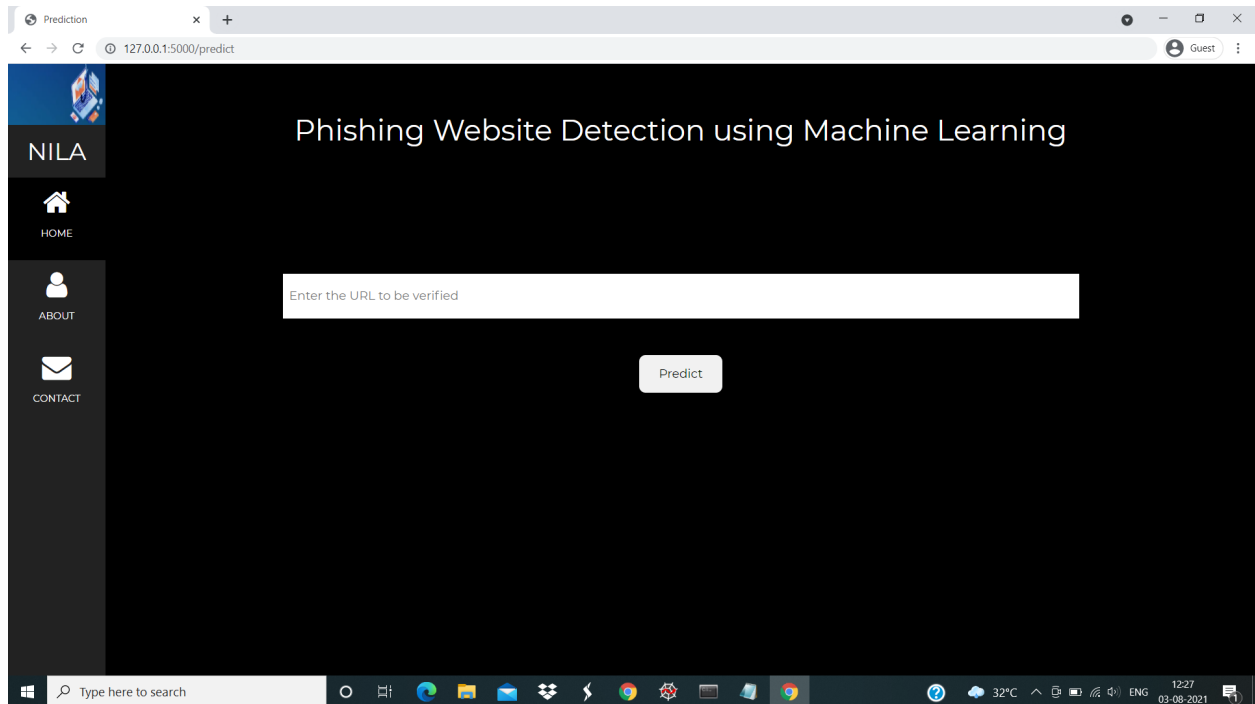 Prediction
127.0.0.1:5000/predict
Guest
NILA
HOME
ABOUT
CONTACT
Phishing Website Detection using Machine Learning
Enter the URL to be verified
Predict
Type here to search
32°C
ENG
12:27
03-08-2021
1